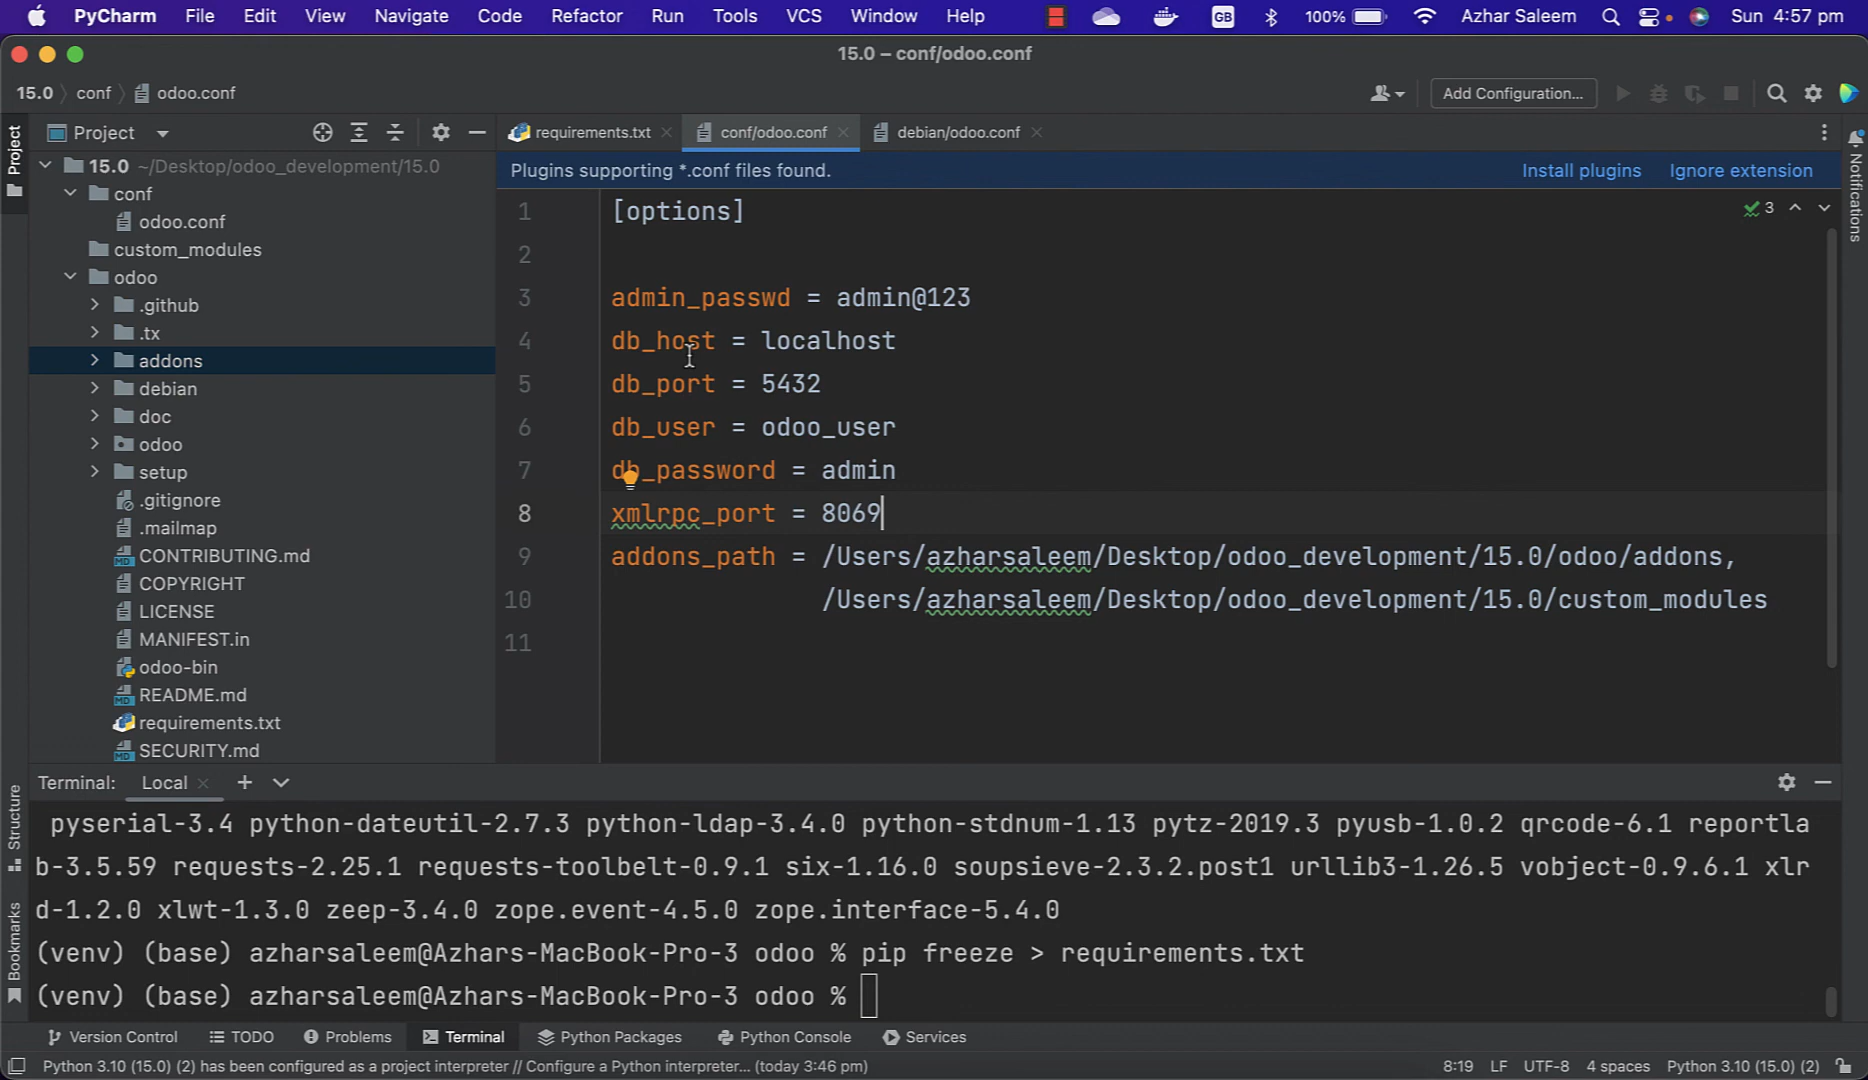 PyCharm File Edit View Navigate Code Refactor Run Tools VCS Window Help GB 100% Azhar Saleem Sun 4:57 pm
15.0 – conf/odoo.conf
15.0 conf odoo.conf Add Configuration...
Project requirements.txt conf/odoo.conf debian/odoo.conf
Project
Notifications
Plugins supporting *.conf files found. Install plugins Ignore extension
15.0 ~/Desktop/odoo_development/15.0
conf
odoo.conf
custom_modules
odoo
.github
.tx
addons
debian
doc
odoo
setup
.gitignore
.mailmap
CONTRIBUTING.md
COPYRIGHT
LICENSE
MANIFEST.in
odoo-bin
README.md
requirements.txt
SECURITY.md
1 [options]
3
2
3 admin_passwd = admin@123
4 db_host = localhost
5 db_port = 5432
6 db_user = odoo_user
7 db_password = admin
8 xmlrpc_port = 8069
9 addons_path = /Users/azharsaleem/Desktop/odoo_development/15.0/odoo/addons,
10 /Users/azharsaleem/Desktop/odoo_development/15.0/custom_modules
11
Terminal: Local
Structure
Bookmarks
pyserial-3.4 python-dateutil-2.7.3 python-ldap-3.4.0 python-stdnum-1.13 pytz-2019.3 pyusb-1.0.2 qrcode-6.1 reportla
b-3.5.59 requests-2.25.1 requests-toolbelt-0.9.1 six-1.16.0 soupsieve-2.3.2.post1 urllib3-1.26.5 vobject-0.9.6.1 xlr
d-1.2.0 xlwt-1.3.0 zeep-3.4.0 zope.event-4.5.0 zope.interface-5.4.0
(venv) (base) azharsaleem@Azhars-MacBook-Pro-3 odoo % pip freeze > requirements.txt
(venv) (base) azharsaleem@Azhars-MacBook-Pro-3 odoo %
Version Control TODO Problems Terminal Python Packages Python Console Services
Python 3.10 (15.0) (2) has been configured as a project interpreter // Configure a Python interpreter... (today 3:46 pm) 8:19 LF UTF-8 4 spaces Python 3.10 (15.0) (2)